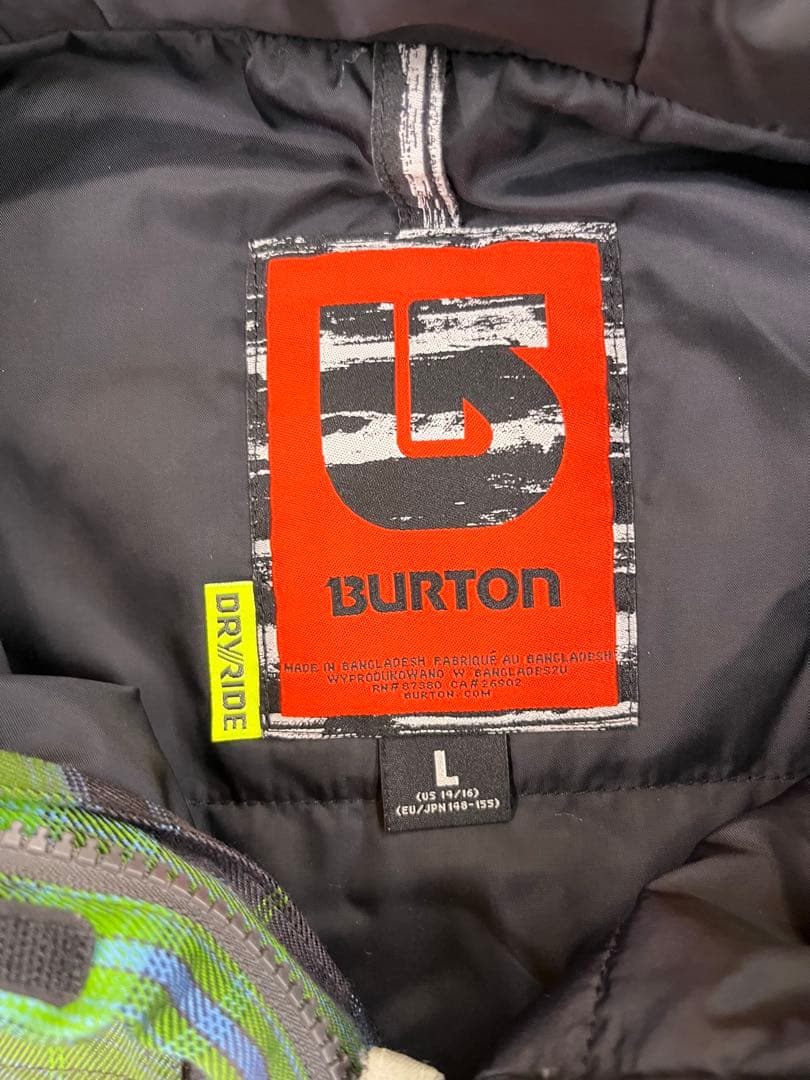 BURTON
DRY//RIDE
MADE IN BANGLADESH FABRIQUÉ AU BANGLADESH
WYPRODUKOWANO W BANGLADESZU
RN#87380 CA#26902
BURTON.COM
L
(US 14/16)
(EU/JPN 148-155)